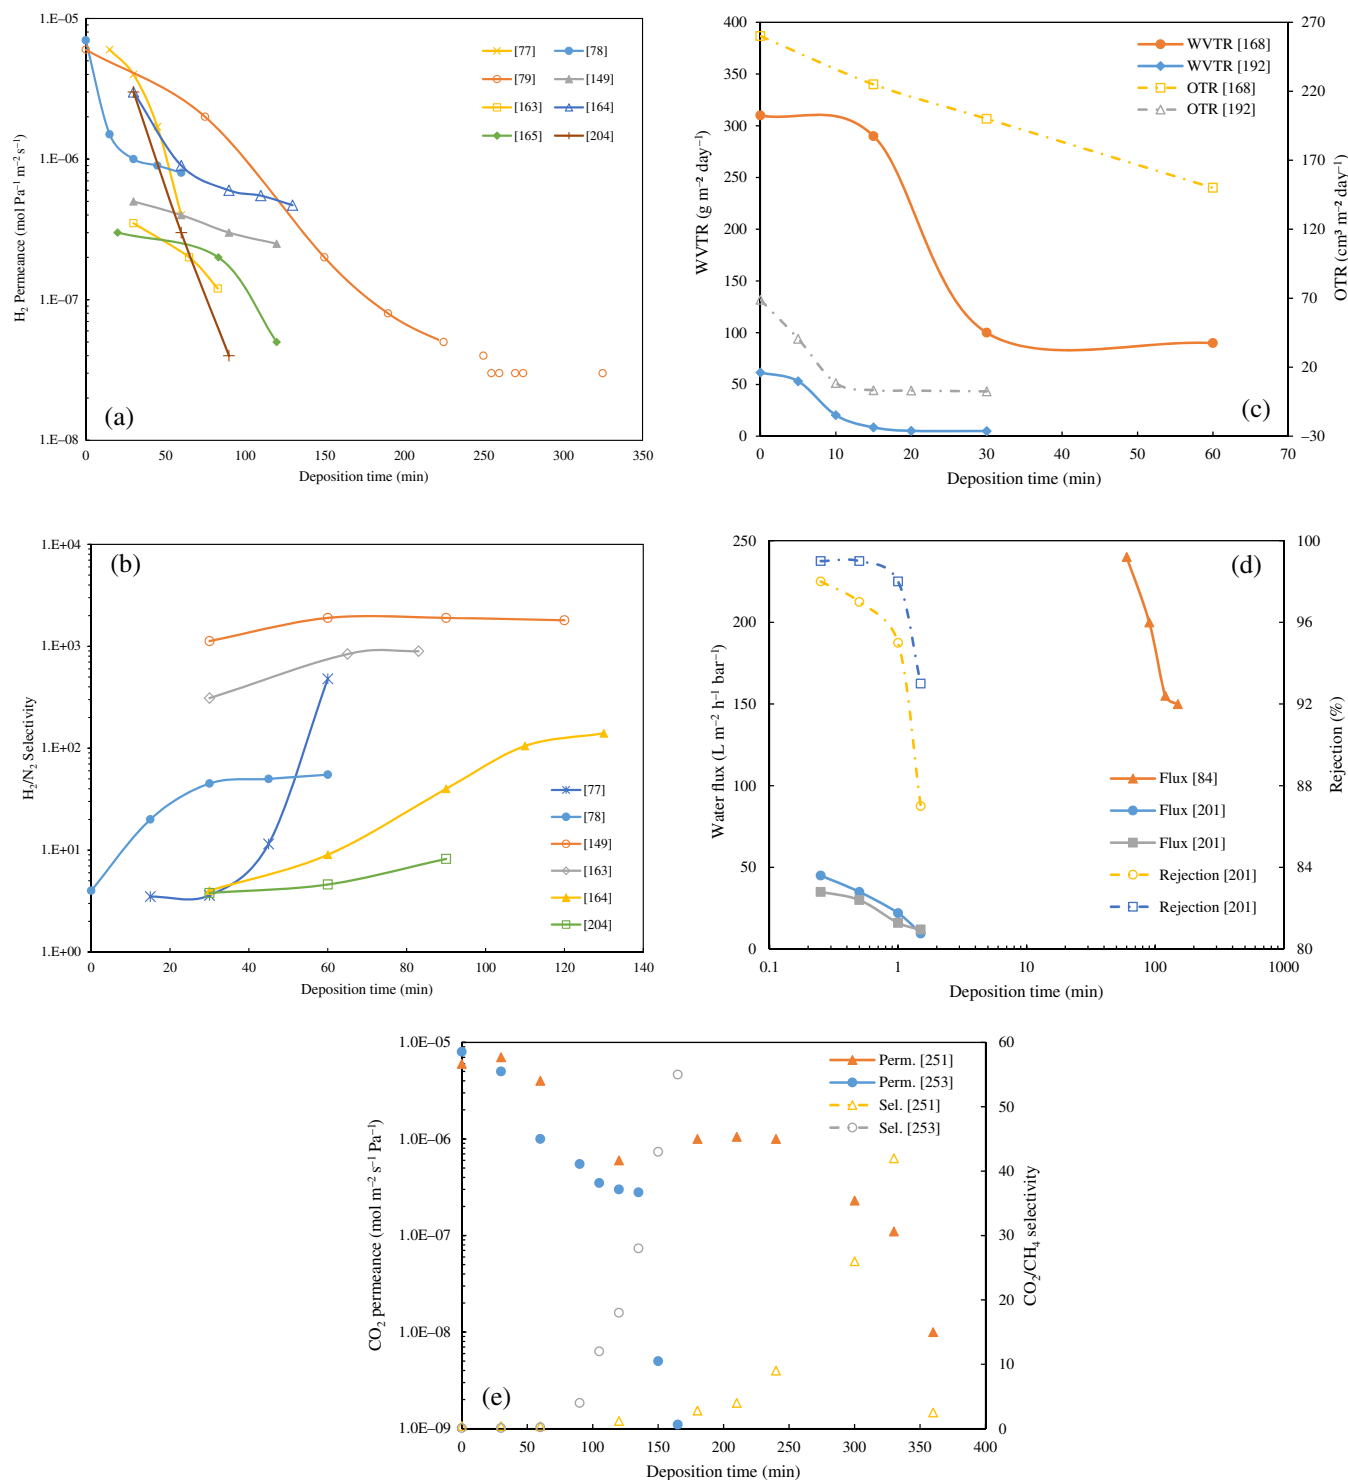 1.E–05
1.E–06
1.E–07
1.E–08
H₂ Permeance (mol Pa⁻¹ m⁻² s⁻¹)
[77] [78]
[79] [149]
[163] [164]
[165] [204]
(a)
0 50 100 150 200 250 300 350
Deposition time (min)
400
350
300
250
200
150
100
50
0
WVTR (g m⁻² day⁻¹)
WVTR [168]
WVTR [192]
OTR [168]
OTR [192]
270
220
170
120
70
20
–30
OTR (cm³ m⁻² day⁻¹)
(c)
0 10 20 30 40 50 60 70
Deposition time (min)
1.E+04
1.E+03
1.E+02
1.E+01
1.E+00
H₂/N₂ Selectivity
(b)
[77]
[78]
[149]
[163]
[164]
[204]
0 20 40 60 80 100 120 140
Deposition time (min)
250
200
150
100
50
0
Water flux (L m⁻² h⁻¹ bar⁻¹)
(d)
Flux [84]
Flux [201]
Flux [201]
Rejection [201]
Rejection [201]
100
96
92
88
84
80
Rejection (%)
0.1 1 10 100 1000
Deposition time (min)
1.0E–05
1.0E–06
1.0E–07
1.0E–08
1.0E–09
CO₂ permeance (mol m⁻² s⁻¹ Pa⁻¹)
Perm. [251]
Perm. [253]
Sel. [251]
Sel. [253]
60
50
40
30
20
10
0
CO₂/CH₄ selectivity
(e)
0 50 100 150 200 250 300 350 400
Deposition time (min)